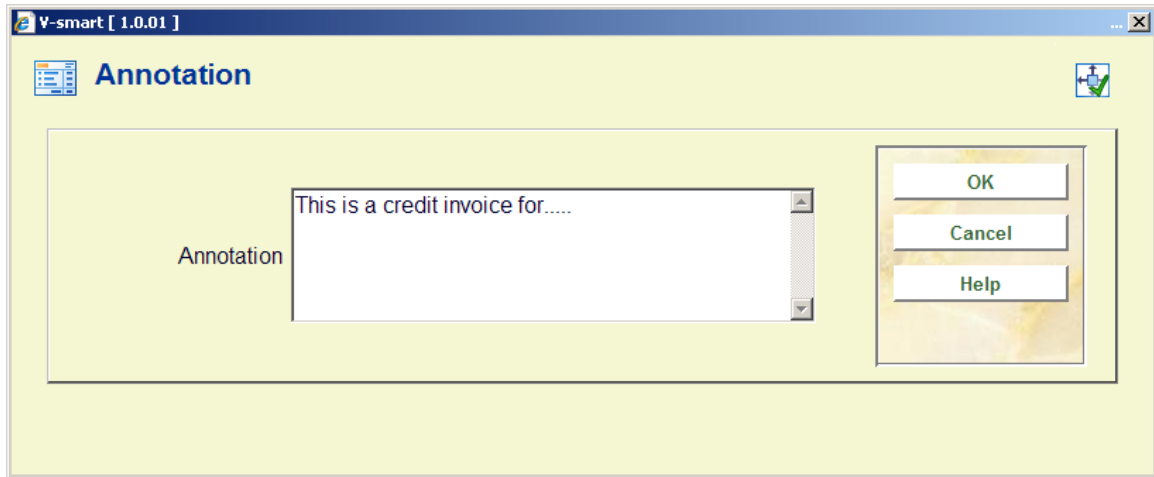 V-smart [ 1.0.01 ]
...
Annotation
This is a credit invoice for.....
Annotation
OK
Cancel
Help